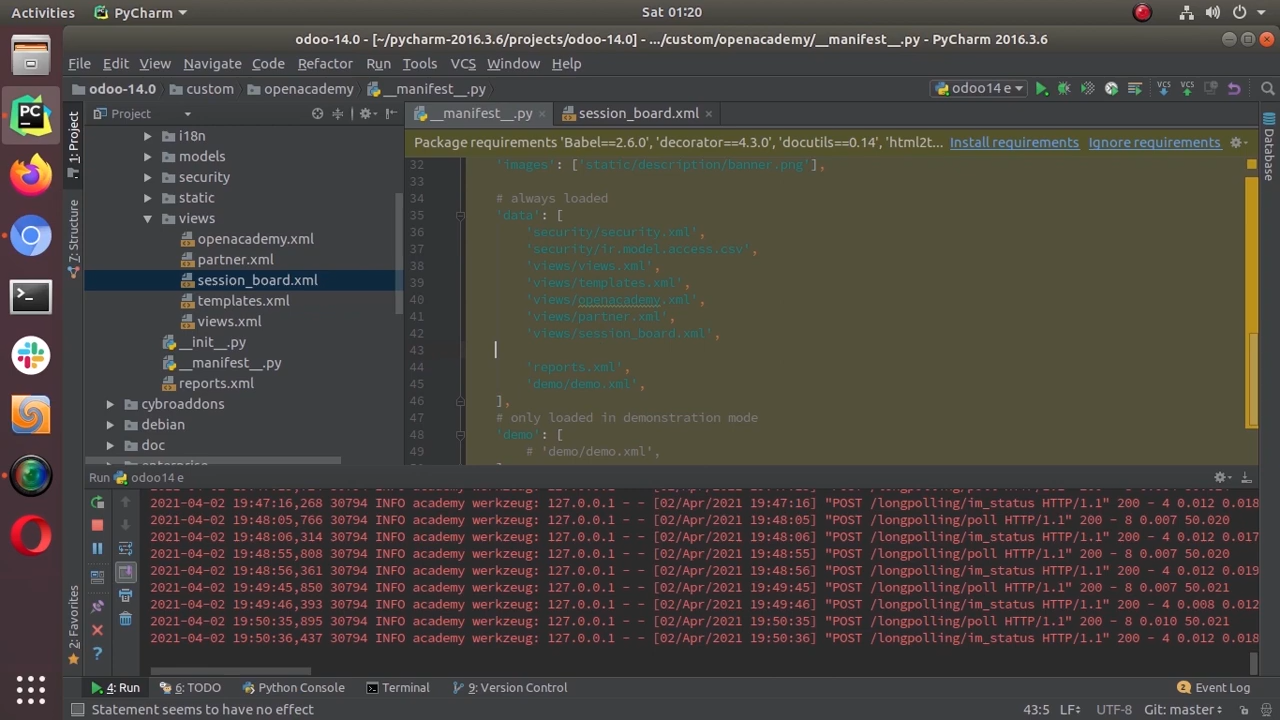 Activities PyCharm Sat 01:20
odoo-14.0 - [~/pycharm-2016.3.6/projects/odoo-14.0] - .../custom/openacademy/__manifest__.py - PyCharm 2016.3.6
File Edit View Navigate Code Refactor Run Tools VCS Window Help
odoo-14.0 custom openacademy __manifest__.py odoo14 e VCS VCS
Project __manifest__.py session_board.xml
1: Project
7: Structure
2: Favorites
Database
i18n
models
security
static
views
openacademy.xml
partner.xml
session_board.xml
templates.xml
views.xml
__init__.py
__manifest__.py
reports.xml
cybroaddons
debian
doc
enterprise
Package requirements 'Babel==2.6.0', 'decorator==4.3.0', 'docutils==0.14', 'html2t... Install requirements Ignore requirements
32 'images': ['static/description/banner.png'],
33
34 # always loaded
35 'data': [
36 'security/security.xml',
37 'security/ir.model.access.csv',
38 'views/views.xml',
39 'views/templates.xml',
40 'views/openacademy.xml',
41 'views/partner.xml',
42 'views/session_board.xml',
43
44 'reports.xml',
45 'demo/demo.xml',
46 ],
47 # only loaded in demonstration mode
48 'demo': [
49 # 'demo/demo.xml',
Run odoo14 e
2021-04-02 19:47:16,268 30794 INFO academy werkzeug: 127.0.0.1 - - [02/Apr/2021 19:47:16] "POST /longpolling/im_status HTTP/1.1" 200 - 4 0.012 0.018
2021-04-02 19:48:05,766 30794 INFO academy werkzeug: 127.0.0.1 - - [02/Apr/2021 19:48:05] "POST /longpolling/poll HTTP/1.1" 200 - 8 0.007 50.020
2021-04-02 19:48:06,314 30794 INFO academy werkzeug: 127.0.0.1 - - [02/Apr/2021 19:48:06] "POST /longpolling/im_status HTTP/1.1" 200 - 4 0.012 0.017
2021-04-02 19:48:55,808 30794 INFO academy werkzeug: 127.0.0.1 - - [02/Apr/2021 19:48:55] "POST /longpolling/poll HTTP/1.1" 200 - 8 0.007 50.020
2021-04-02 19:48:56,361 30794 INFO academy werkzeug: 127.0.0.1 - - [02/Apr/2021 19:48:56] "POST /longpolling/im_status HTTP/1.1" 200 - 4 0.012 0.019
2021-04-02 19:49:45,850 30794 INFO academy werkzeug: 127.0.0.1 - - [02/Apr/2021 19:49:45] "POST /longpolling/poll HTTP/1.1" 200 - 8 0.007 50.021
2021-04-02 19:49:46,393 30794 INFO academy werkzeug: 127.0.0.1 - - [02/Apr/2021 19:49:46] "POST /longpolling/im_status HTTP/1.1" 200 - 4 0.008 0.012
2021-04-02 19:50:35,895 30794 INFO academy werkzeug: 127.0.0.1 - - [02/Apr/2021 19:50:35] "POST /longpolling/poll HTTP/1.1" 200 - 8 0.010 50.021
2021-04-02 19:50:36,437 30794 INFO academy werkzeug: 127.0.0.1 - - [02/Apr/2021 19:50:36] "POST /longpolling/im_status HTTP/1.1" 200 - 4 0.012 0.018
4: Run 6: TODO Python Console Terminal 9: Version Control 2 Event Log
Statement seems to have no effect 43:5 LF UTF-8 Git: master